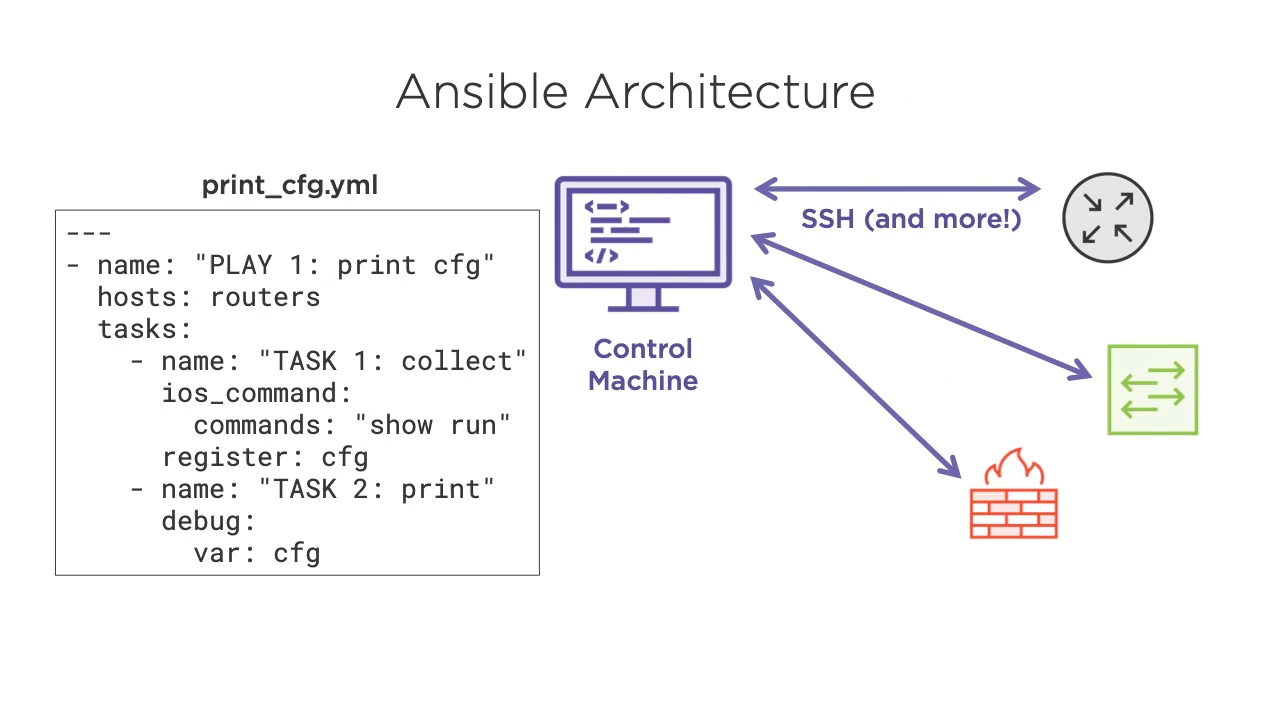 Ansible Architecture
print_cfg.yml
---
- name: "PLAY 1: print cfg"
  hosts: routers
  tasks:
    - name: "TASK 1: collect"
      ios_command:
        commands: "show run"
      register: cfg
    - name: "TASK 2: print"
      debug:
        var: cfg
Control
Machine
SSH (and more!)